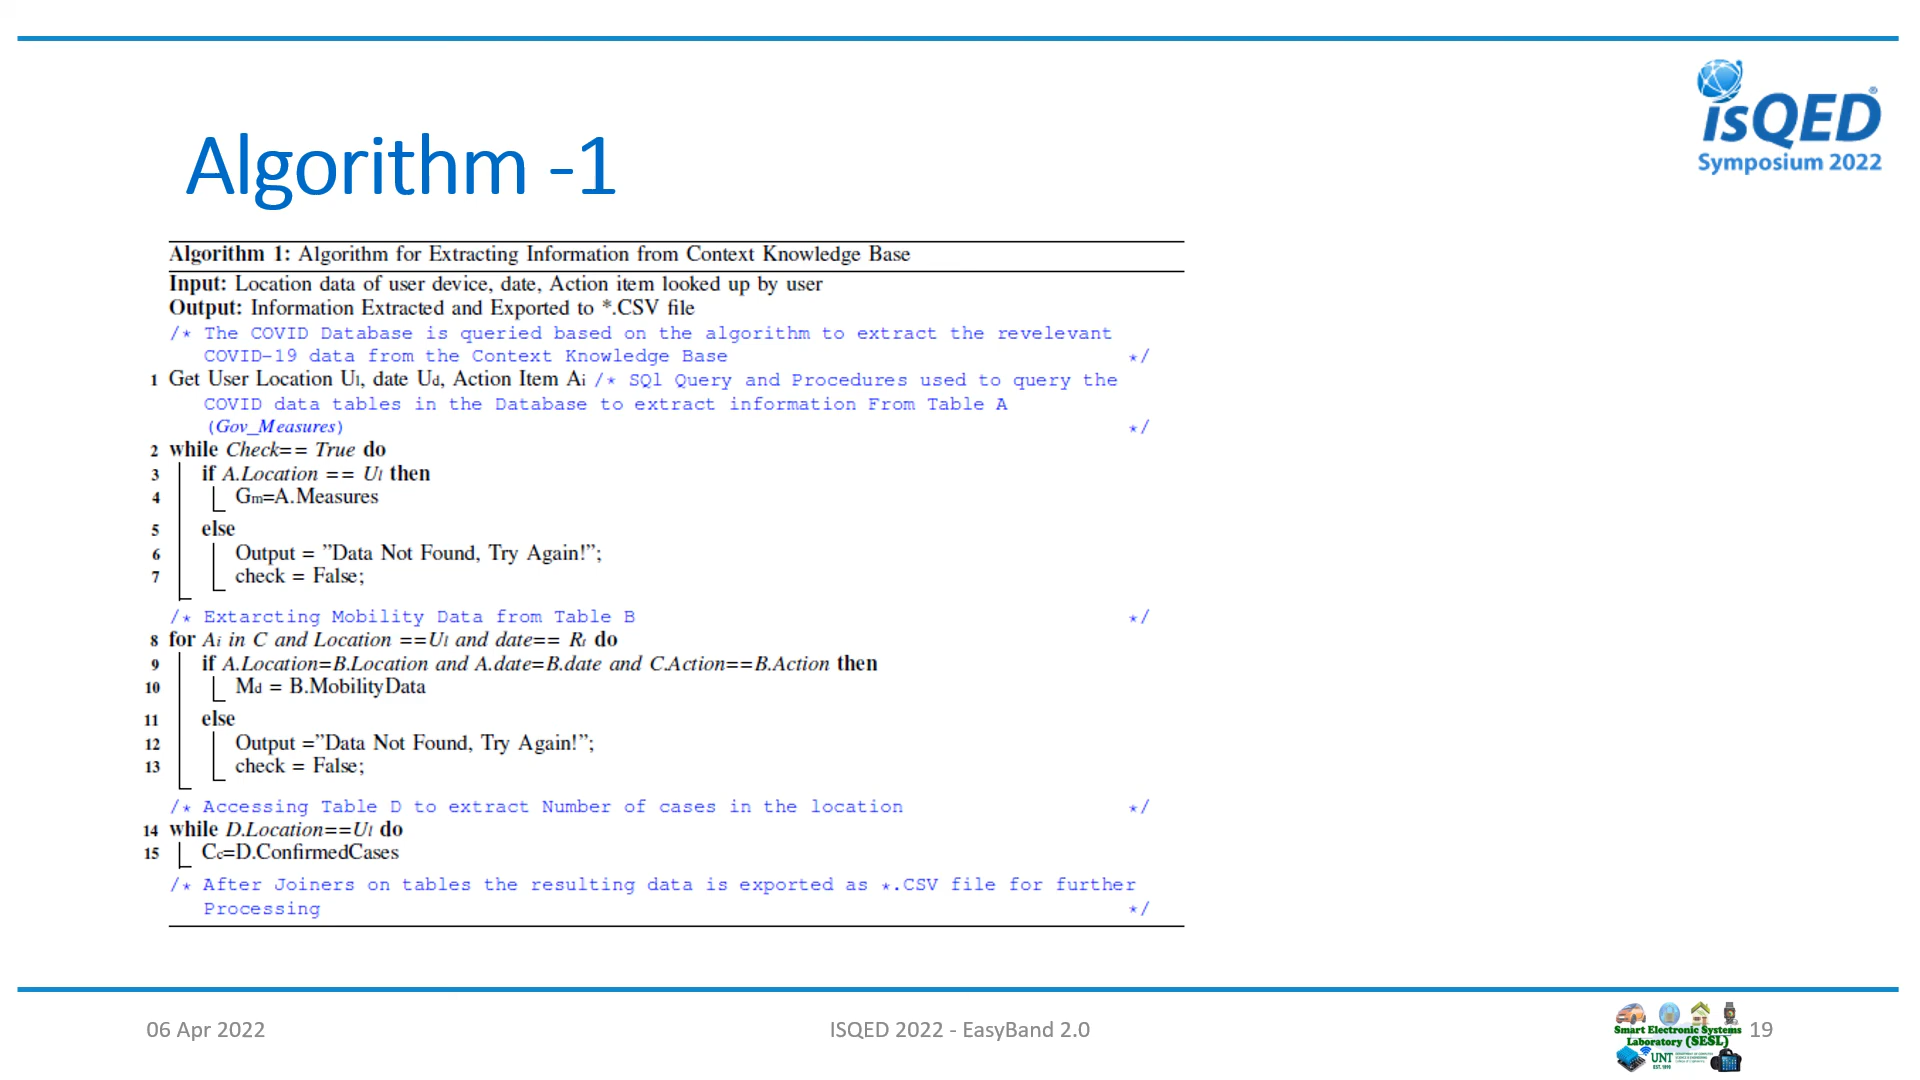 isQED®
Symposium 2022
Algorithm -1
Algorithm 1: Algorithm for Extracting Information from Context Knowledge Base
Input: Location data of user device, date, Action item looked up by user
Output: Information Extracted and Exported to *.CSV file
/* The COVID Database is queried based on the algorithm to extract the revelevant
COVID-19 data from the Context Knowledge Base */
1 Get User Location Ul, date Ud, Action Item Ai /* SQl Query and Procedures used to query the
COVID data tables in the Database to extract information From Table A
(Gov_Measures) */
2 while Check== True do
3 if A.Location == Ul then
4 Gm=A.Measures
5 else
6 Output = ”Data Not Found, Try Again!”;
7 check = False;
/* Extarcting Mobility Data from Table B */
8 for Ai in C and Location ==Ul and date== Rt do
9 if A.Location=B.Location and A.date=B.date and C.Action==B.Action then
10 Md = B.MobilityData
11 else
12 Output =”Data Not Found, Try Again!”;
13 check = False;
/* Accessing Table D to extract Number of cases in the location */
14 while D.Location==Ul do
15 Cc=D.ConfirmedCases
/* After Joiners on tables the resulting data is exported as *.CSV file for further
Processing */
06 Apr 2022
ISQED 2022 - EasyBand 2.0
Smart Electronic Systems
Laboratory (SESL)
UNT
EST. 1890
19